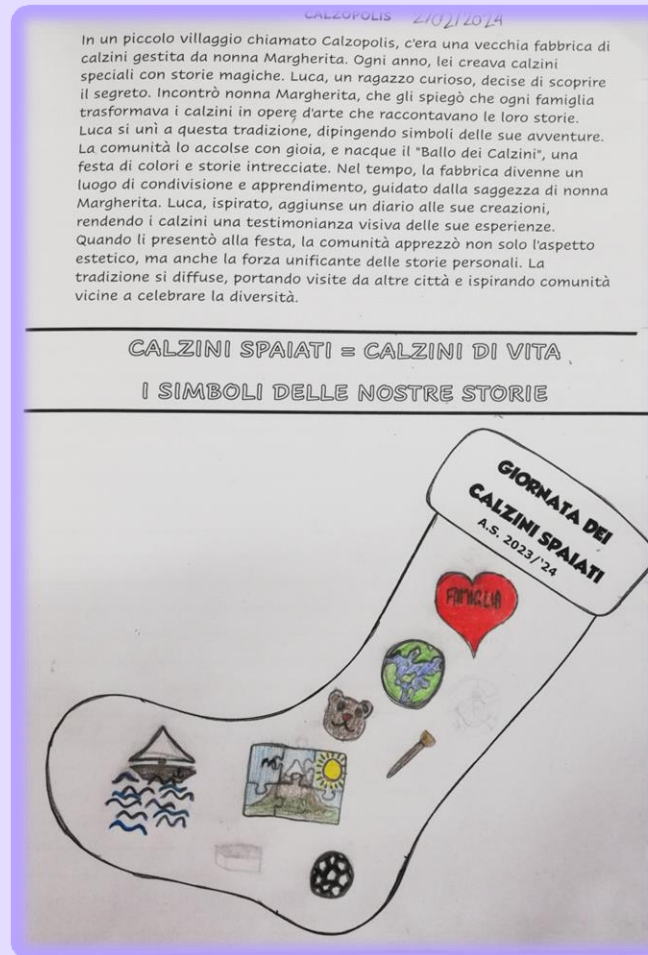 CALZOPOLIS 2/02/2024
In un piccolo villaggio chiamato Calzopolis, c'era una vecchia fabbrica di
calzini gestita da nonna Margherita. Ogni anno, lei creava calzini
speciali con storie magiche. Luca, un ragazzo curioso, decise di scoprire
il segreto. Incontrò nonna Margherita, che gli spiegò che ogni famiglia
trasformava i calzini in opere d'arte che raccontavano le loro storie.
Luca si unì a questa tradizione, dipingendo simboli delle sue avventure.
La comunità lo accolse con gioia, e nacque il "Ballo dei Calzini", una
festa di colori e storie intrecciate. Nel tempo, la fabbrica divenne un
luogo di condivisione e apprendimento, guidato dalla saggezza di nonna
Margherita. Luca, ispirato, aggiunse un diario alle sue creazioni,
rendendo i calzini una testimonianza visiva delle sue esperienze.
Quando li presentò alla festa, la comunità apprezzò non solo l'aspetto
estetico, ma anche la forza unificante delle storie personali. La
tradizione si diffuse, portando visite da altre città e ispirando comunità
vicine a celebrare la diversità.
CALZINI SPAIATI = CALZINI DI VITA
I SIMBOLI DELLE NOSTRE STORIE
GIORNATA DEI
CALZINI SPAIATI
A.S. 2023/'24
FAMIGLIA